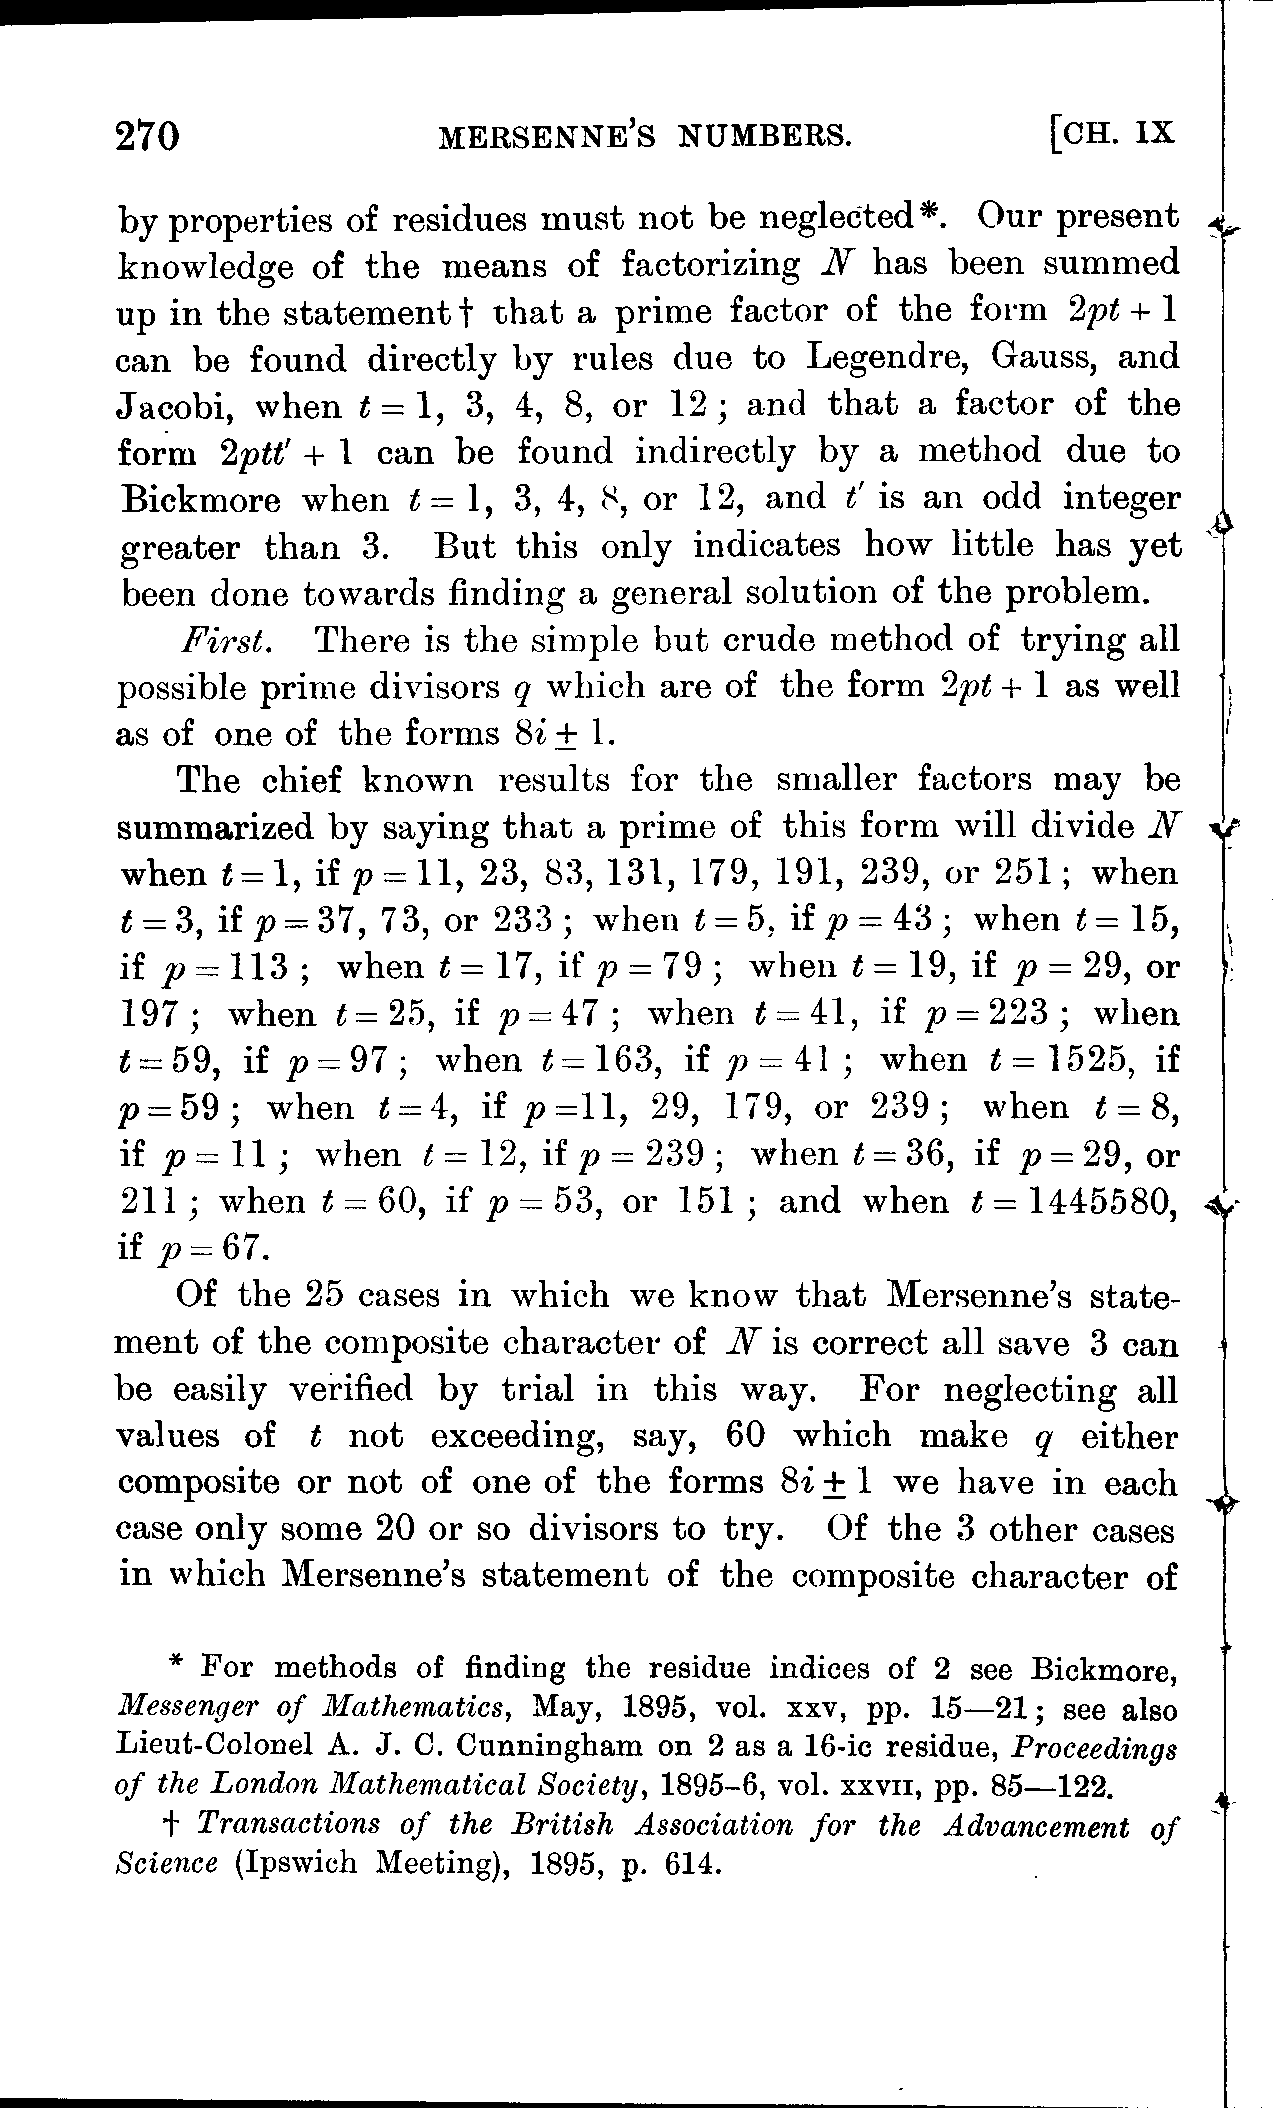 270 MERSENNE'S NUMBERS. [CH. IX
by properties of residues must not be neglected*. Our present
knowledge of the means of factorizing N has been summed
up in the statement† that a prime factor of the form 2pt + 1
can be found directly by rules due to Legendre, Gauss, and
Jacobi, when t = 1, 3, 4, 8, or 12; and that a factor of the
form 2ptt′ + 1 can be found indirectly by a method due to
Bickmore when t = 1, 3, 4, 8, or 12, and t′ is an odd integer
greater than 3. But this only indicates how little has yet
been done towards finding a general solution of the problem.
First. There is the simple but crude method of trying all
possible prime divisors q which are of the form 2pt + 1 as well
as of one of the forms 8i ± 1.
The chief known results for the smaller factors may be
summarized by saying that a prime of this form will divide N
when t = 1, if p = 11, 23, 83, 131, 179, 191, 239, or 251; when
t = 3, if p = 37, 73, or 233; when t = 5, if p = 43; when t = 15,
if p = 113; when t = 17, if p = 79; when t = 19, if p = 29, or
197; when t = 25, if p = 47; when t = 41, if p = 223; when
t = 59, if p = 97; when t = 163, if p = 41; when t = 1525, if
p = 59; when t = 4, if p = 11, 29, 179, or 239; when t = 8,
if p = 11; when t = 12, if p = 239; when t = 36, if p = 29, or
211; when t = 60, if p = 53, or 151; and when t = 1445580,
if p = 67.
Of the 25 cases in which we know that Mersenne's state-
ment of the composite character of N is correct all save 3 can
be easily verified by trial in this way. For neglecting all
values of t not exceeding, say, 60 which make q either
composite or not of one of the forms 8i ± 1 we have in each
case only some 20 or so divisors to try. Of the 3 other cases
in which Mersenne's statement of the composite character of
* For methods of finding the residue indices of 2 see Bickmore,
Messenger of Mathematics, May, 1895, vol. xxv, pp. 15—21; see also
Lieut-Colonel A. J. C. Cunningham on 2 as a 16-ic residue, Proceedings
of the London Mathematical Society, 1895–6, vol. xxvii, pp. 85—122.
† Transactions of the British Association for the Advancement of
Science (Ipswich Meeting), 1895, p. 614.